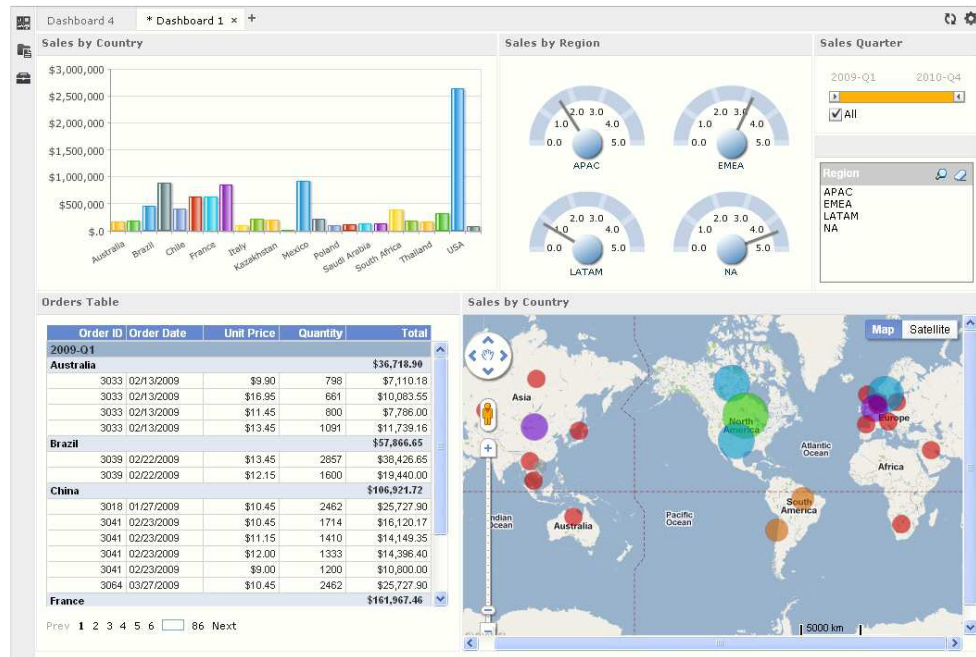 Dashboard 4
* Dashboard 1 × +
Sales by Country
$3,000,000
$2,500,000
$2,000,000
$1,500,000
$1,000,000
$500,000
$.0
Australia
Brazil
Chile
France
Italy
Kazakhstan
Mexico
Poland
Saudi Arabia
South Africa
Thailand
USA
Sales by Region
0.0 1.0 2.0 3.0 4.0 5.0
APAC
0.0 1.0 2.0 3.0 4.0 5.0
EMEA
0.0 1.0 2.0 3.0 4.0 5.0
LATAM
0.0 1.0 2.0 3.0 4.0 5.0
NA
Sales Quarter
2009-Q1 2010-Q4
All
Region
APAC
EMEA
LATAM
NA
Orders Table
Order ID Order Date Unit Price Quantity Total
2009-Q1
Australia $36,718.90
3033 02/13/2009 $9.90 798 $7,110.18
3033 02/13/2009 $16.95 661 $10,083.55
3033 02/13/2009 $11.45 800 $7,786.00
3033 02/13/2009 $13.45 1091 $11,739.16
Brazil $57,866.65
3039 02/22/2009 $13.45 2857 $38,426.65
3039 02/22/2009 $12.15 1600 $19,440.00
China $106,921.72
3018 01/27/2009 $10.45 2462 $25,727.90
3041 02/23/2009 $10.45 1714 $16,120.17
3041 02/23/2009 $11.15 1410 $14,149.35
3041 02/23/2009 $12.00 1333 $14,396.40
3041 02/23/2009 $9.00 1200 $10,800.00
3064 03/27/2009 $10.45 2462 $25,727.90
France $161,967.46
Prev 1 2 3 4 5 6 86 Next
Sales by Country
Map Satellite
Asia
North
America
Atlantic
Ocean
Europe
Africa
South
America
Pacific
Ocean
Indian
Ocean
Australia
5000 km